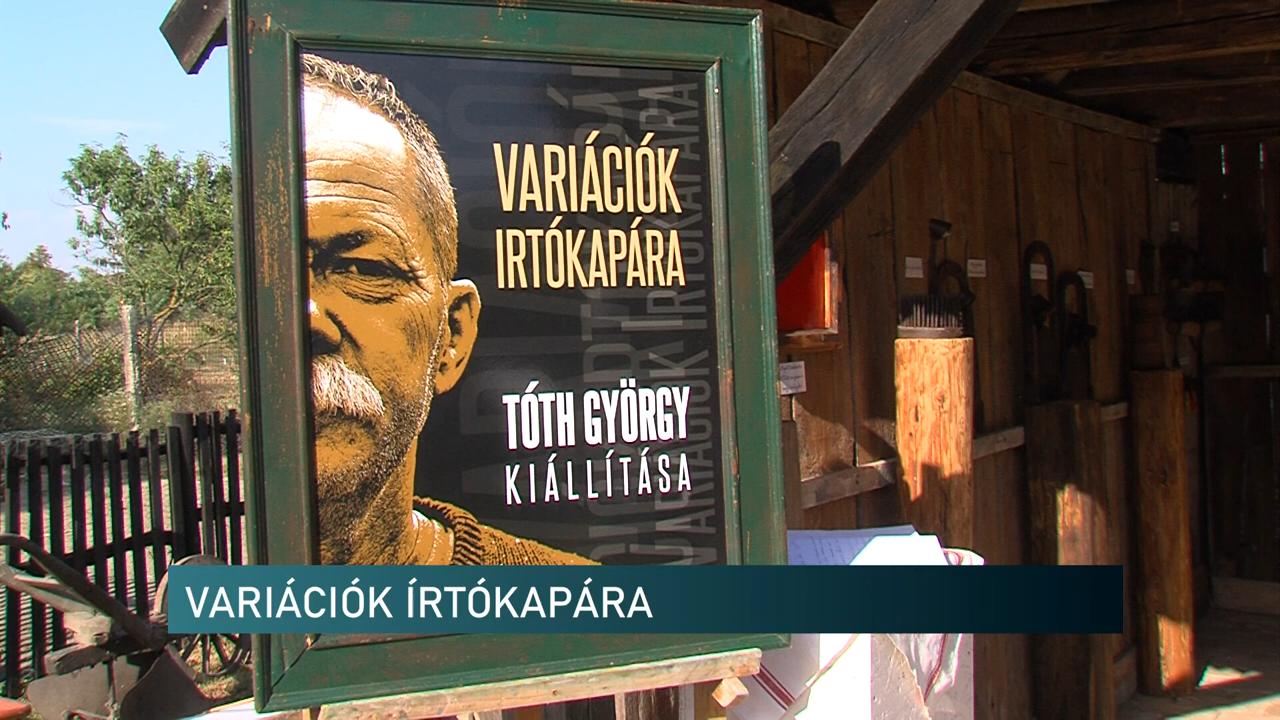 VARIÁCIÓK
IRTÓKAPÁRA
TÓTH GYÖRGY
KIÁLLÍTÁSA
VARIÁCIÓK ÍRTÓKAPÁRA